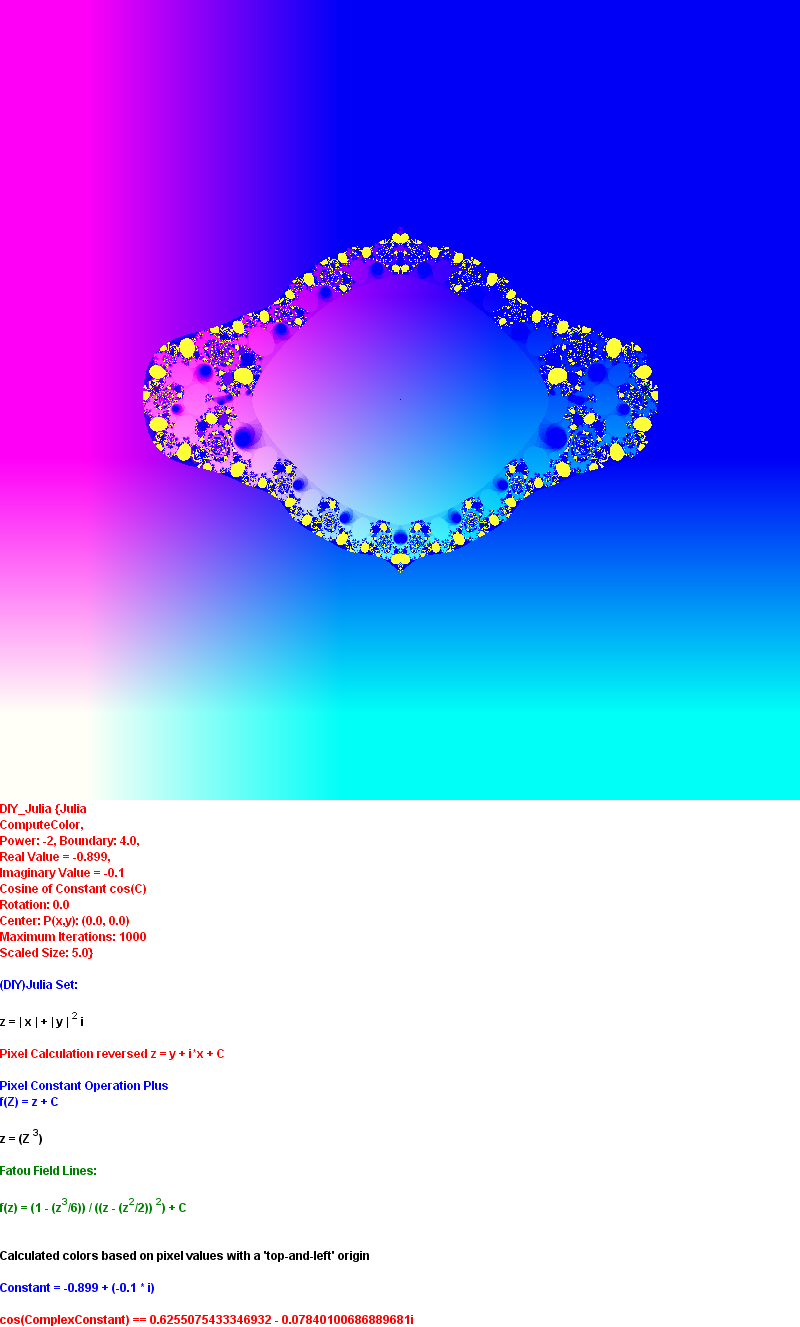 DIY_Julia {Julia
ComputeColor,
Power: -2, Boundary: 4.0,
Real Value = -0.899,
Imaginary Value = -0.1
Cosine of Constant cos(C)
Rotation: 0.0
Center: P(x,y): (0.0, 0.0)
Maximum Iterations: 1000
Scaled Size: 5.0}
(DIY)Julia Set:
z = | x | + | y | 2 i
Pixel Calculation reversed z = y + i*x + C
Pixel Constant Operation Plus
f(Z) = z + C
z = (Z 3)
Fatou Field Lines:
f(z) = (1 - (z3/6)) / ((z - (z2/2)) 2) + C
Calculated colors based on pixel values with a 'top-and-left' origin
Constant = -0.899 + (-0.1 * i)
cos(ComplexConstant) == 0.6255075433346932 - 0.07840100686889681i